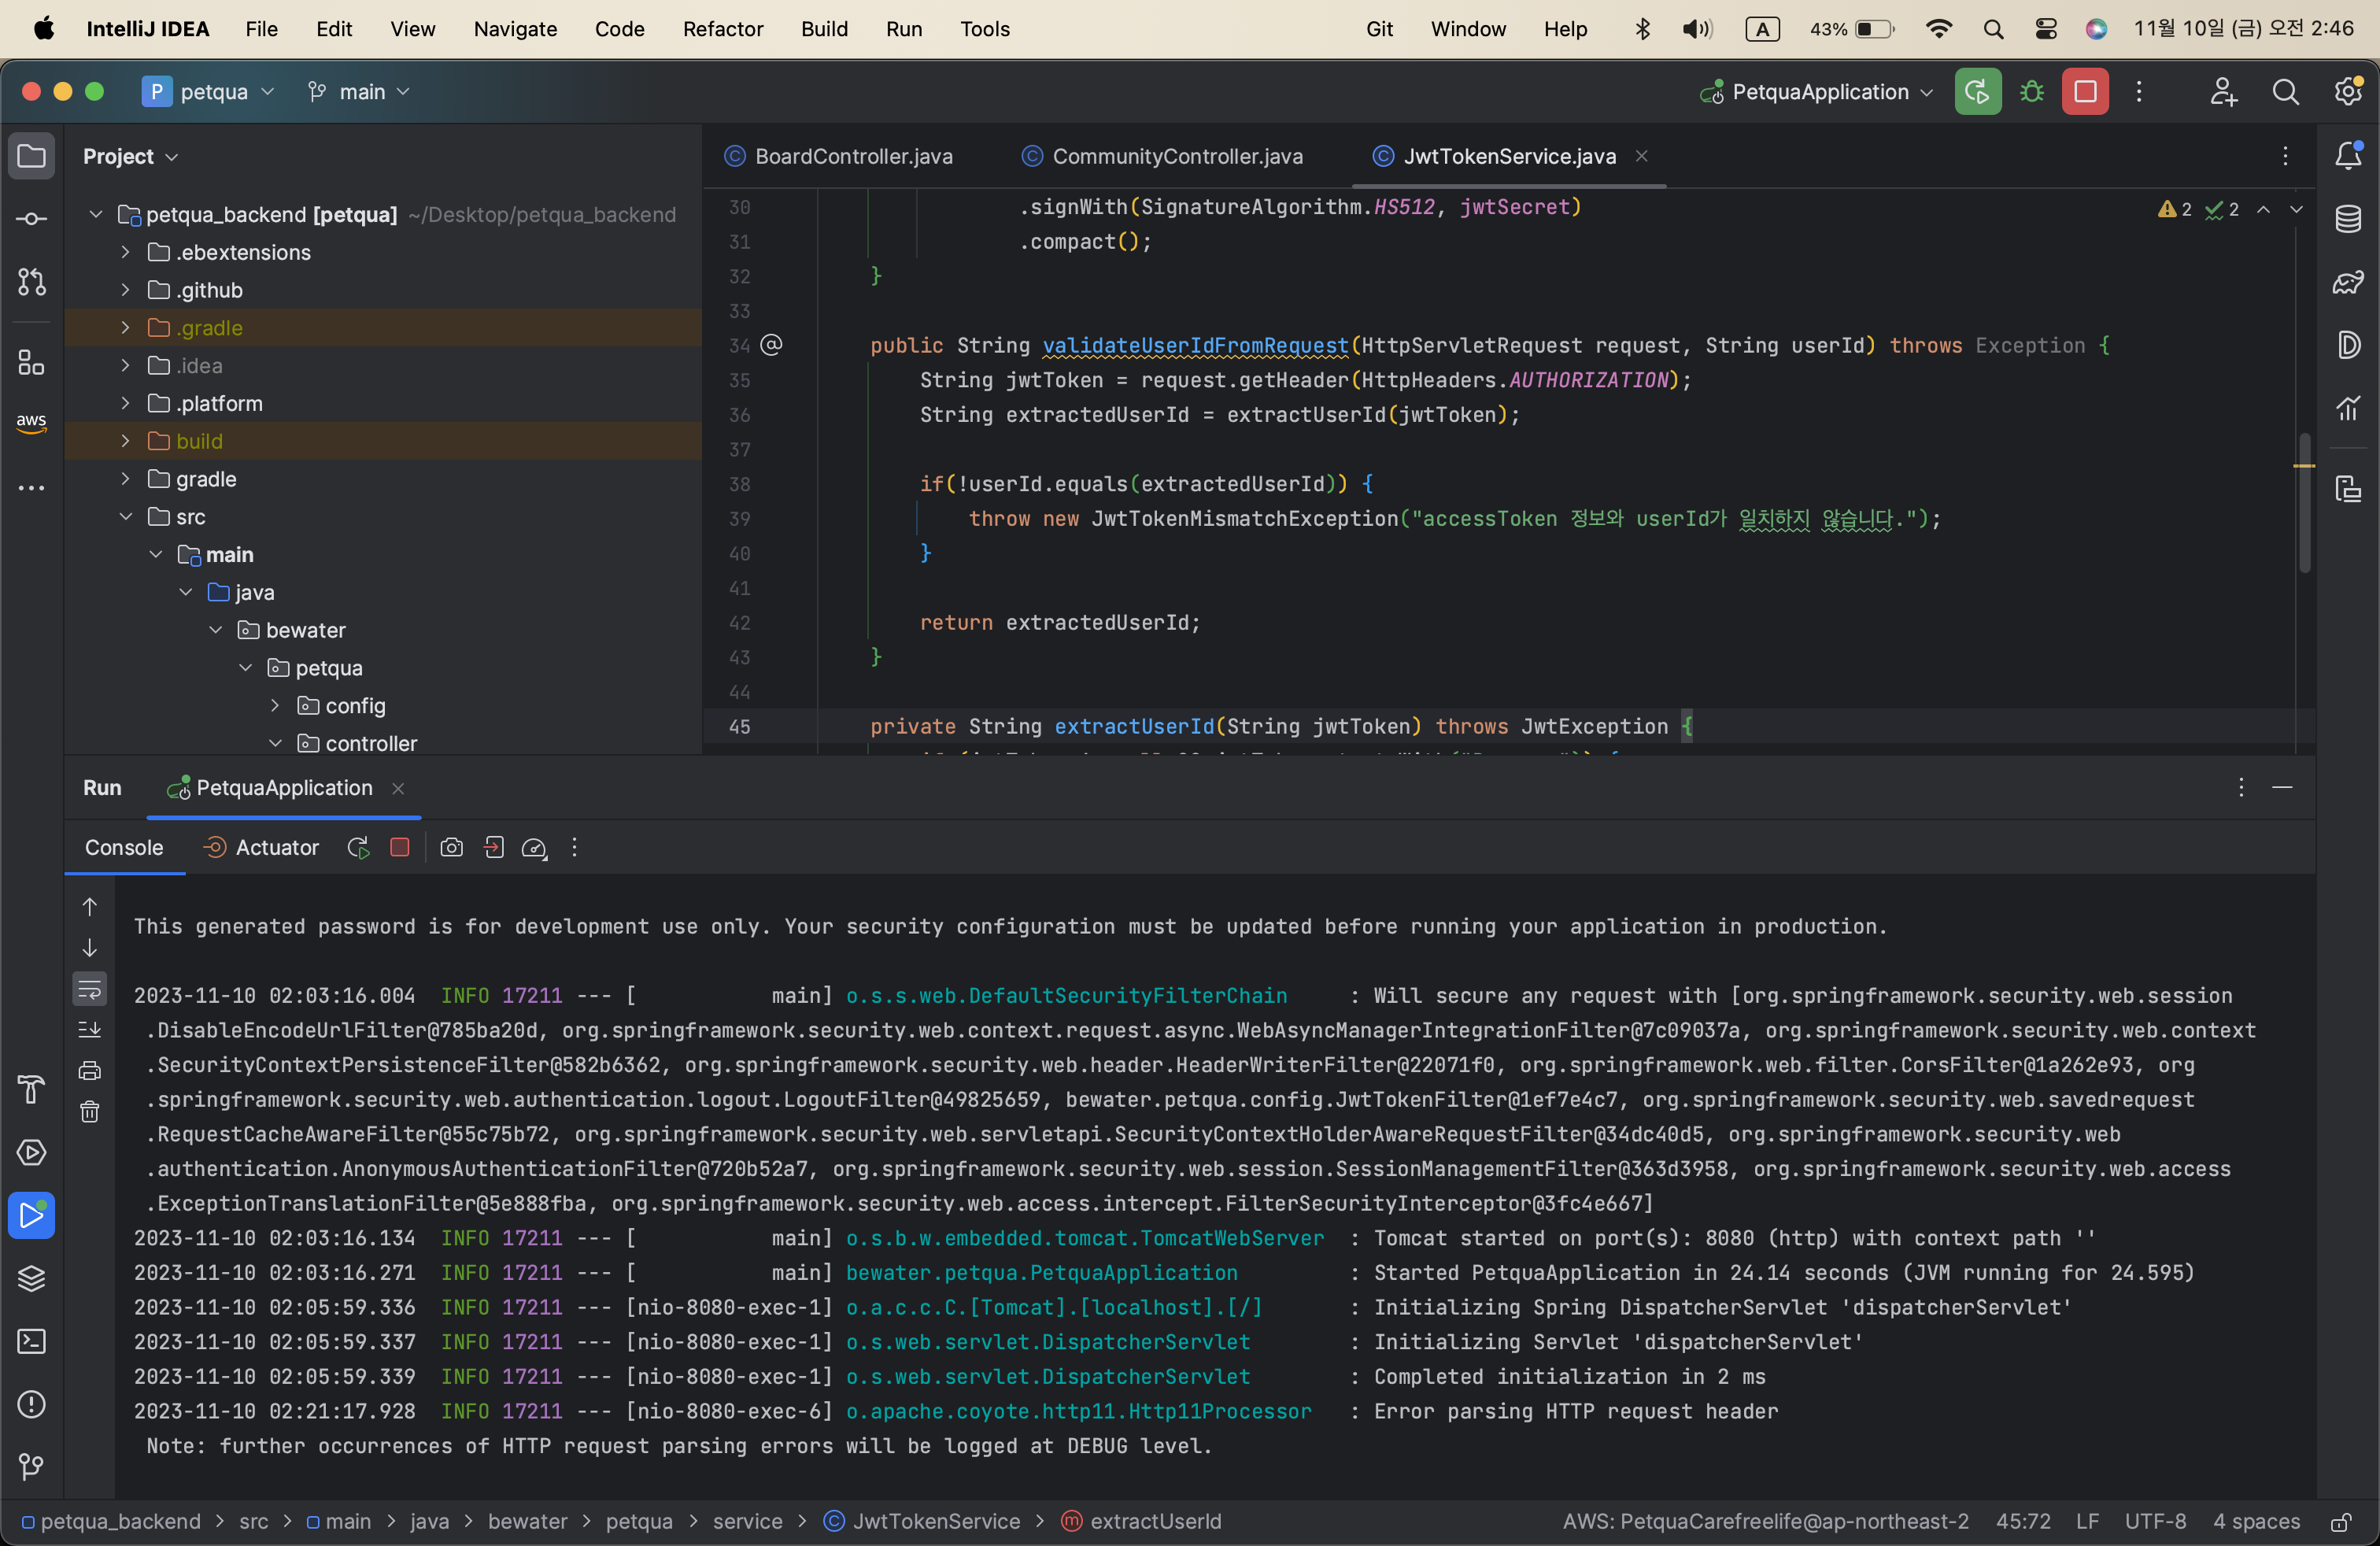 IntelliJ IDEA File Edit View Navigate Code Refactor Build Run Tools Git Window Help A 43% 11월 10일 (금) 오전 2:46
P petqua main PetquaApplication
Project
BoardController.java CommunityController.java JwtTokenService.java
petqua_backend [petqua] ~/Desktop/petqua_backend
.ebextensions
.github
.gradle
.idea
.platform
build
gradle
src
main
java
bewater
petqua
config
controller
aws
2 2
30 .signWith(SignatureAlgorithm.HS512, jwtSecret)
31 .compact();
32 }
33
34 @ public String validateUserIdFromRequest(HttpServletRequest request, String userId) throws Exception {
35 String jwtToken = request.getHeader(HttpHeaders.AUTHORIZATION);
36 String extractedUserId = extractUserId(jwtToken);
37
38 if(!userId.equals(extractedUserId)) {
39 throw new JwtTokenMismatchException("accessToken 정보와 userId가 일치하지 않습니다.");
40 }
41
42 return extractedUserId;
43 }
44
45 private String extractUserId(String jwtToken) throws JwtException {
Run PetquaApplication
Console Actuator
This generated password is for development use only. Your security configuration must be updated before running your application in production.
2023-11-10 02:03:16.004 INFO 17211 --- [ main] o.s.s.web.DefaultSecurityFilterChain : Will secure any request with [org.springframework.security.web.session
.DisableEncodeUrlFilter@785ba20d, org.springframework.security.web.context.request.async.WebAsyncManagerIntegrationFilter@7c09037a, org.springframework.security.web.context
.SecurityContextPersistenceFilter@582b6362, org.springframework.security.web.header.HeaderWriterFilter@22071f0, org.springframework.web.filter.CorsFilter@1a262e93, org
.springframework.security.web.authentication.logout.LogoutFilter@49825659, bewater.petqua.config.JwtTokenFilter@1ef7e4c7, org.springframework.security.web.savedrequest
.RequestCacheAwareFilter@55c75b72, org.springframework.security.web.servletapi.SecurityContextHolderAwareRequestFilter@34dc40d5, org.springframework.security.web
.authentication.AnonymousAuthenticationFilter@720b52a7, org.springframework.security.web.session.SessionManagementFilter@363d3958, org.springframework.security.web.access
.ExceptionTranslationFilter@5e888fba, org.springframework.security.web.access.intercept.FilterSecurityInterceptor@3fc4e667]
2023-11-10 02:03:16.134 INFO 17211 --- [ main] o.s.b.w.embedded.tomcat.TomcatWebServer : Tomcat started on port(s): 8080 (http) with context path ''
2023-11-10 02:03:16.271 INFO 17211 --- [ main] bewater.petqua.PetquaApplication : Started PetquaApplication in 24.14 seconds (JVM running for 24.595)
2023-11-10 02:05:59.336 INFO 17211 --- [nio-8080-exec-1] o.a.c.c.C.[Tomcat].[localhost].[/] : Initializing Spring DispatcherServlet 'dispatcherServlet'
2023-11-10 02:05:59.337 INFO 17211 --- [nio-8080-exec-1] o.s.web.servlet.DispatcherServlet : Initializing Servlet 'dispatcherServlet'
2023-11-10 02:05:59.339 INFO 17211 --- [nio-8080-exec-1] o.s.web.servlet.DispatcherServlet : Completed initialization in 2 ms
2023-11-10 02:21:17.928 INFO 17211 --- [nio-8080-exec-6] o.apache.coyote.http11.Http11Processor : Error parsing HTTP request header
Note: further occurrences of HTTP request parsing errors will be logged at DEBUG level.
petqua_backend > src > main > java > bewater > petqua > service > JwtTokenService > extractUserId AWS: PetquaCarefreelife@ap-northeast-2 45:72 LF UTF-8 4 spaces